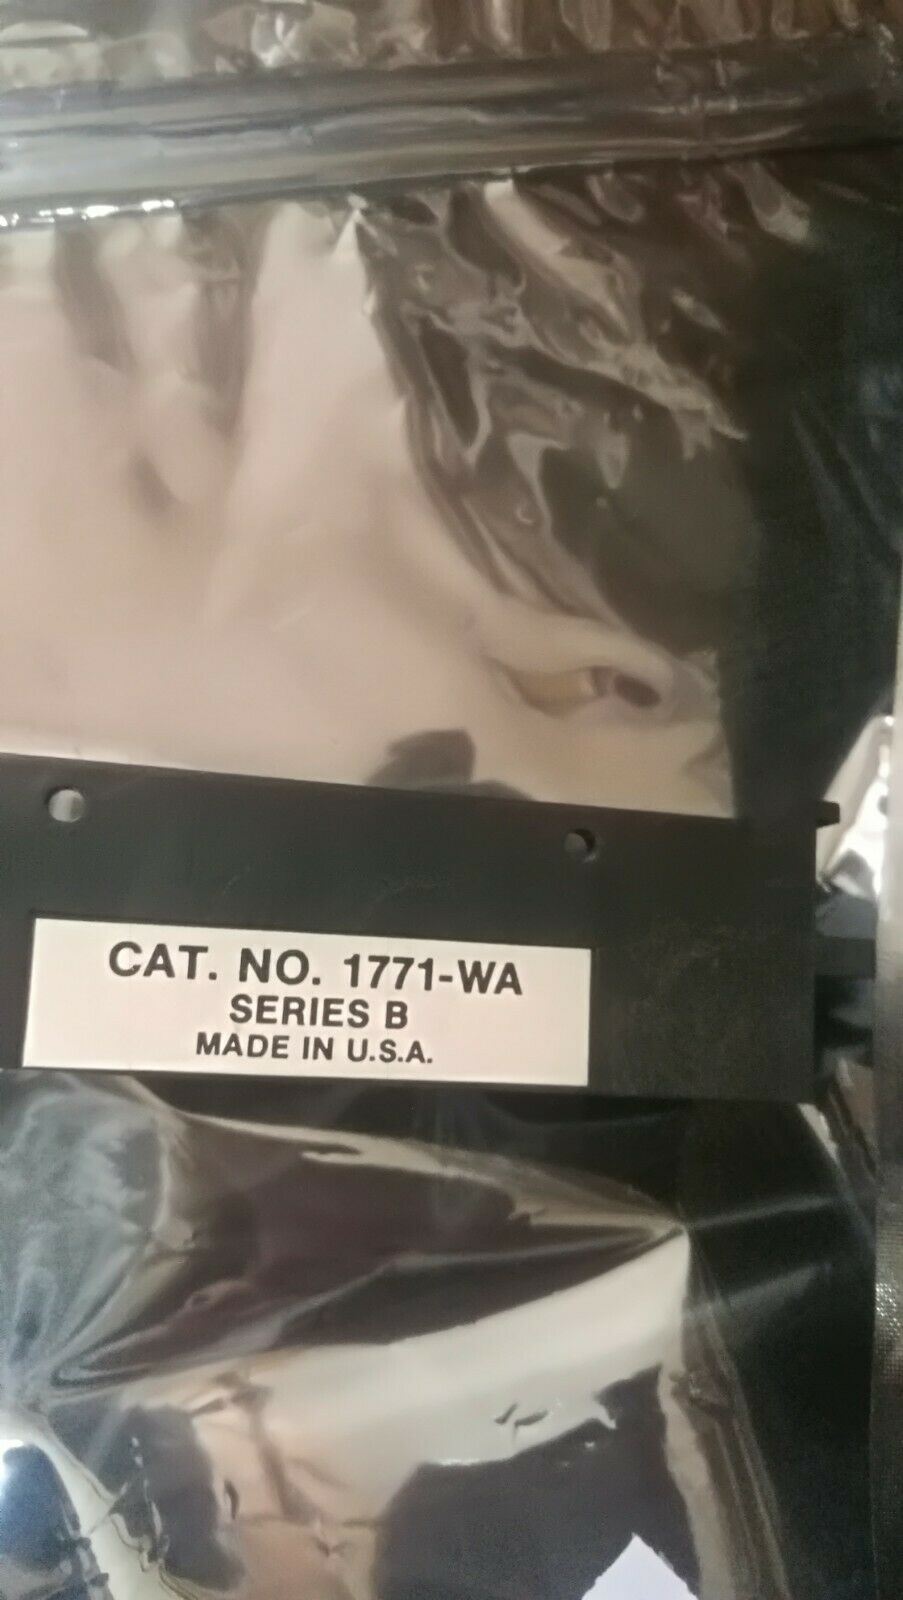 CAT. NO. 1771-WA
SERIES B
MADE IN U.S.A.